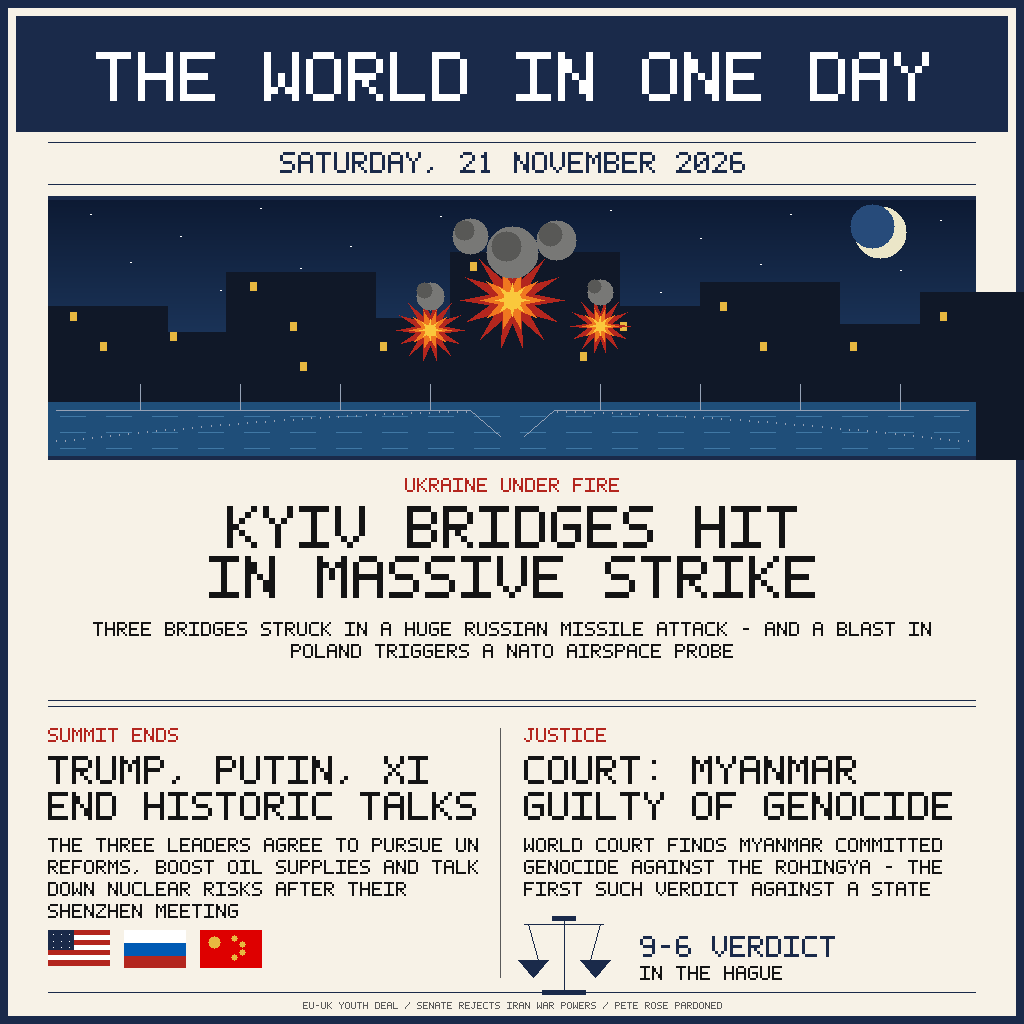 THE WORLD IN ONE DAY
SATURDAY, 21 NOVEMBER 2026
UKRAINE UNDER FIRE
KYIV BRIDGES HIT
IN MASSIVE STRIKE
THREE BRIDGES STRUCK IN A HUGE RUSSIAN MISSILE ATTACK - AND A BLAST IN
POLAND TRIGGERS A NATO AIRSPACE PROBE
SUMMIT ENDS
TRUMP, PUTIN, XI
END HISTORIC TALKS
THE THREE LEADERS AGREE TO PURSUE UN
REFORMS, BOOST OIL SUPPLIES AND TALK
DOWN NUCLEAR RISKS AFTER THEIR
SHENZHEN MEETING
JUSTICE
COURT: MYANMAR
GUILTY OF GENOCIDE
WORLD COURT FINDS MYANMAR COMMITTED
GENOCIDE AGAINST THE ROHINGYA - THE
FIRST SUCH VERDICT AGAINST A STATE
9-6 VERDICT
IN THE HAGUE
EU-UK YOUTH DEAL / SENATE REJECTS IRAN WAR POWERS / PETE ROSE PARDONED